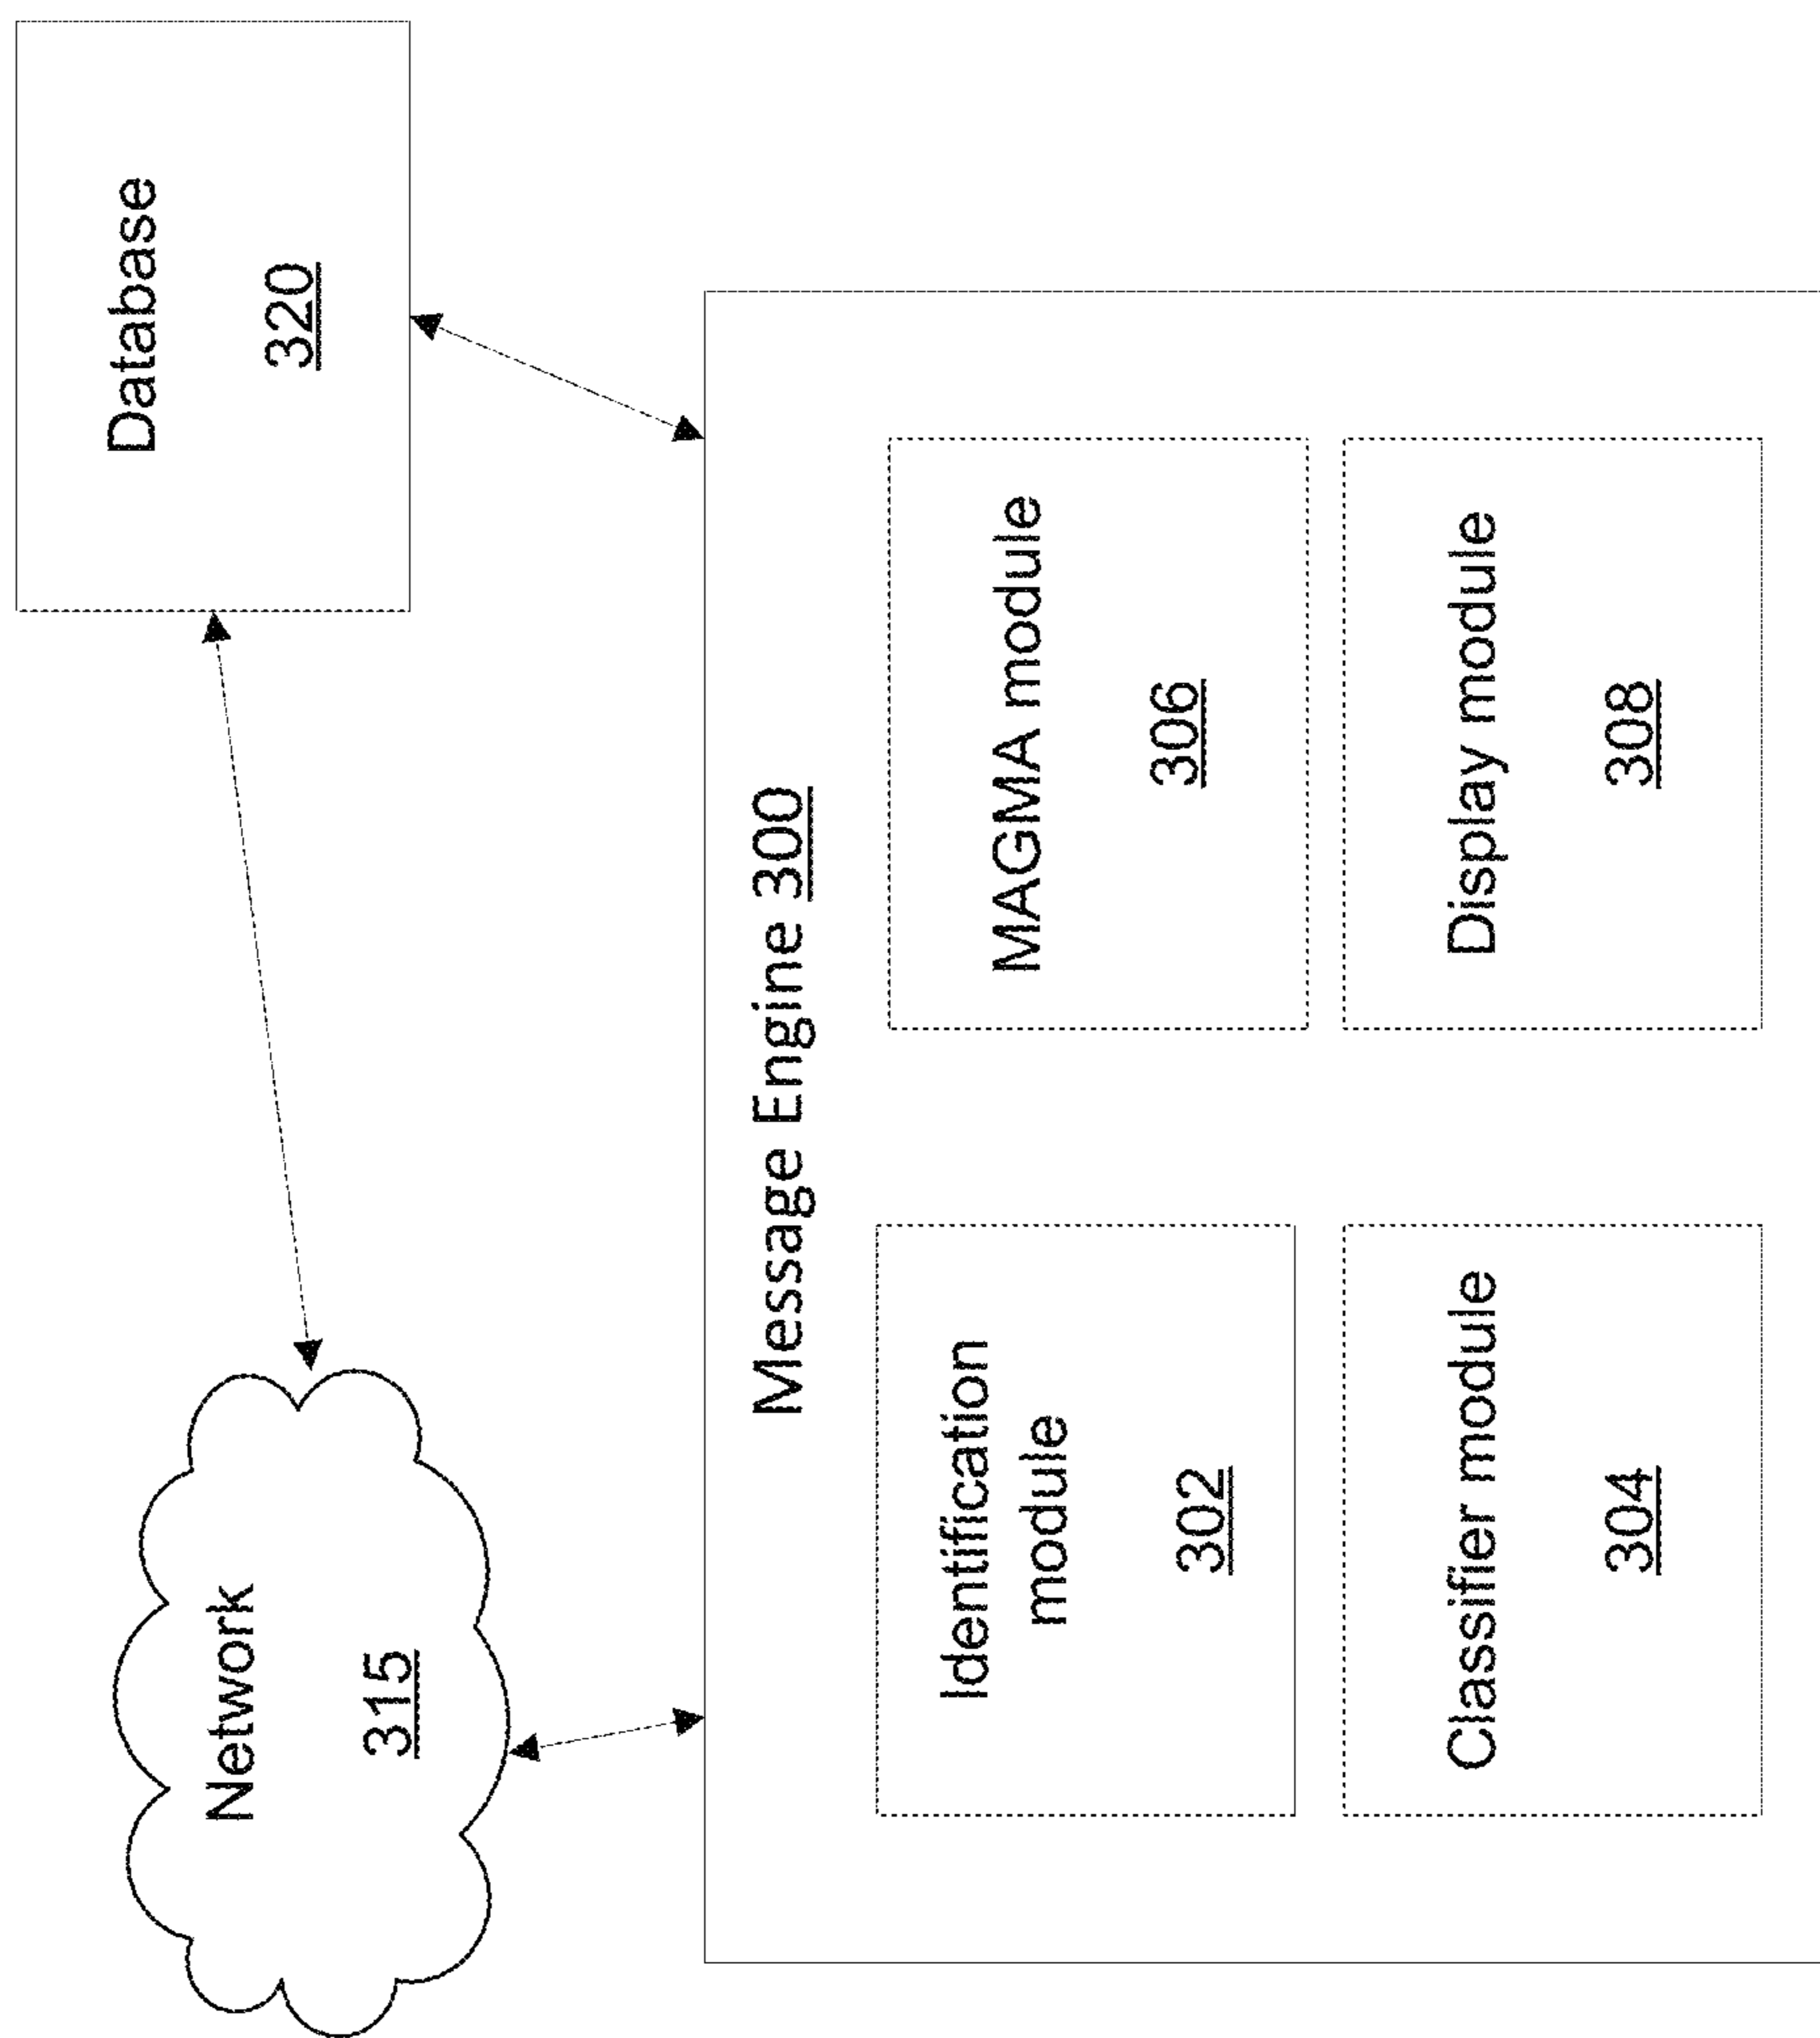 Network
315
Database
320
Message Engine 300
Identification
module
302
MAGMA module
306
Classifier module
304
Display module
308